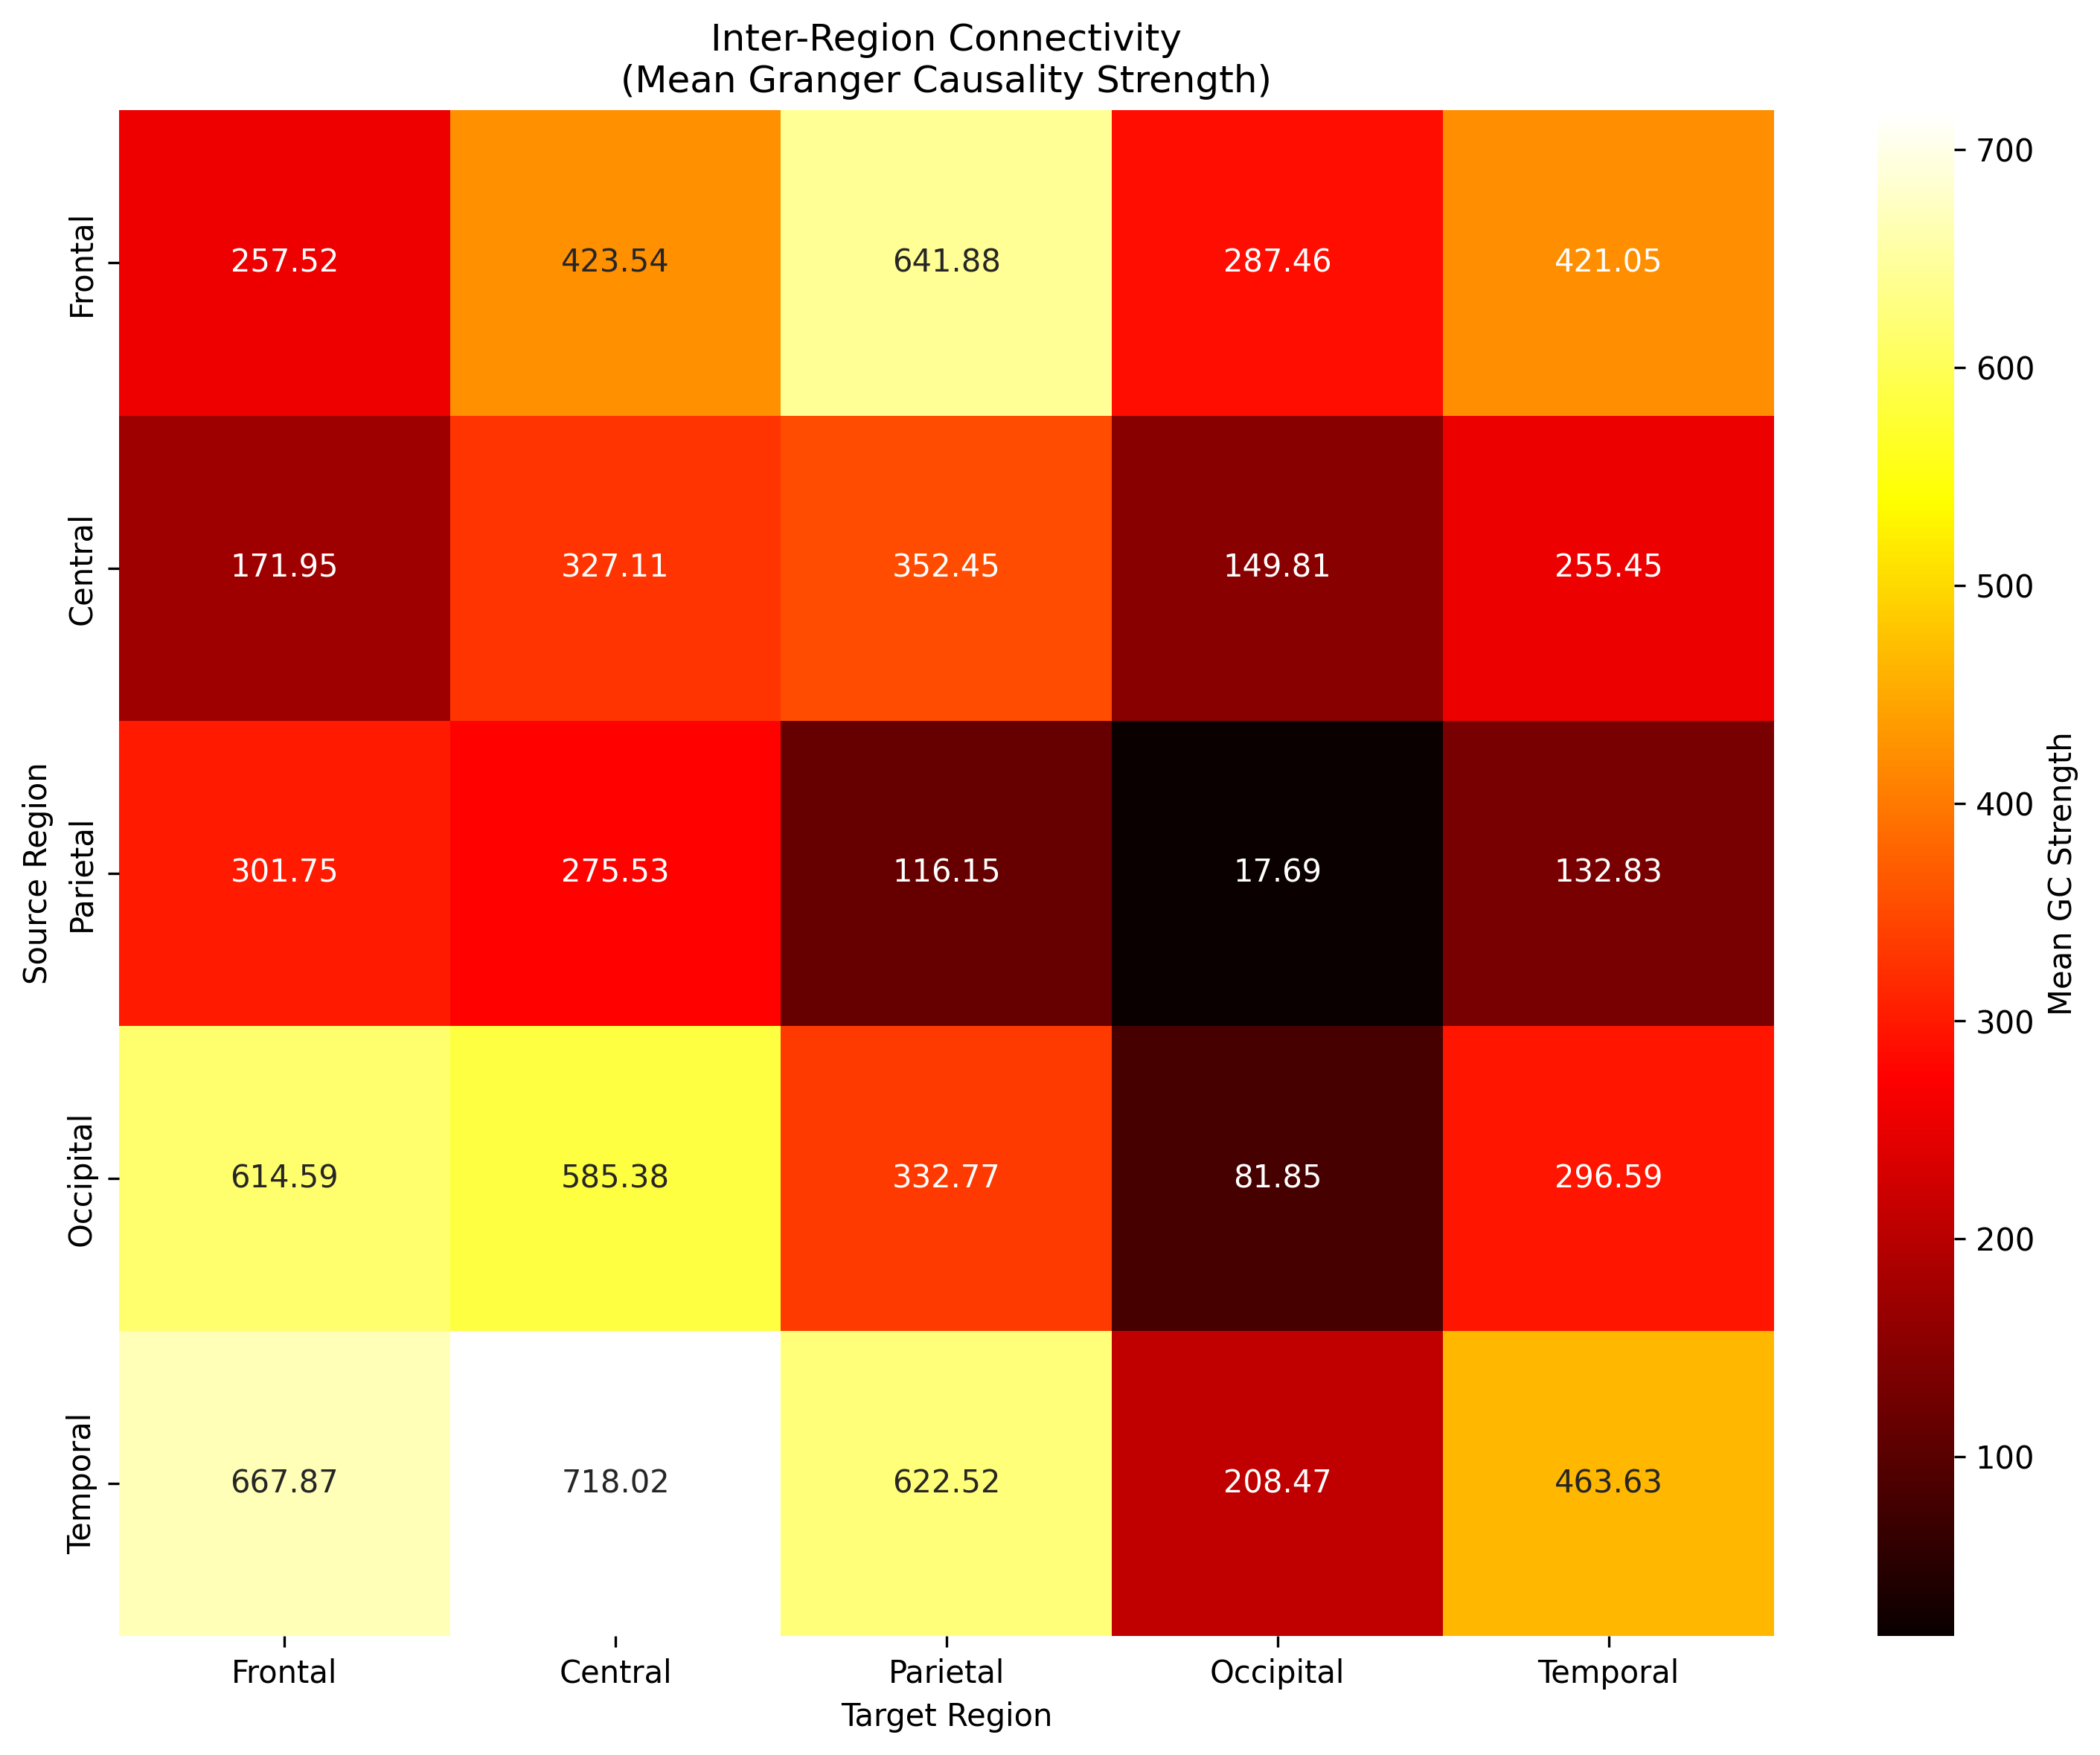 Inter-Region Connectivity
(Mean Granger Causality Strength)
Source Region
Frontal
257.52 423.54 641.88 287.46 421.05
Central
171.95 327.11 352.45 149.81 255.45
Parietal
301.75 275.53 116.15 17.69 132.83
Occipital
614.59 585.38 332.77 81.85 296.59
Temporal
667.87 718.02 622.52 208.47 463.63
Frontal Central Parietal Occipital Temporal
Target Region
700
600
500
400
300
200
100
Mean GC Strength